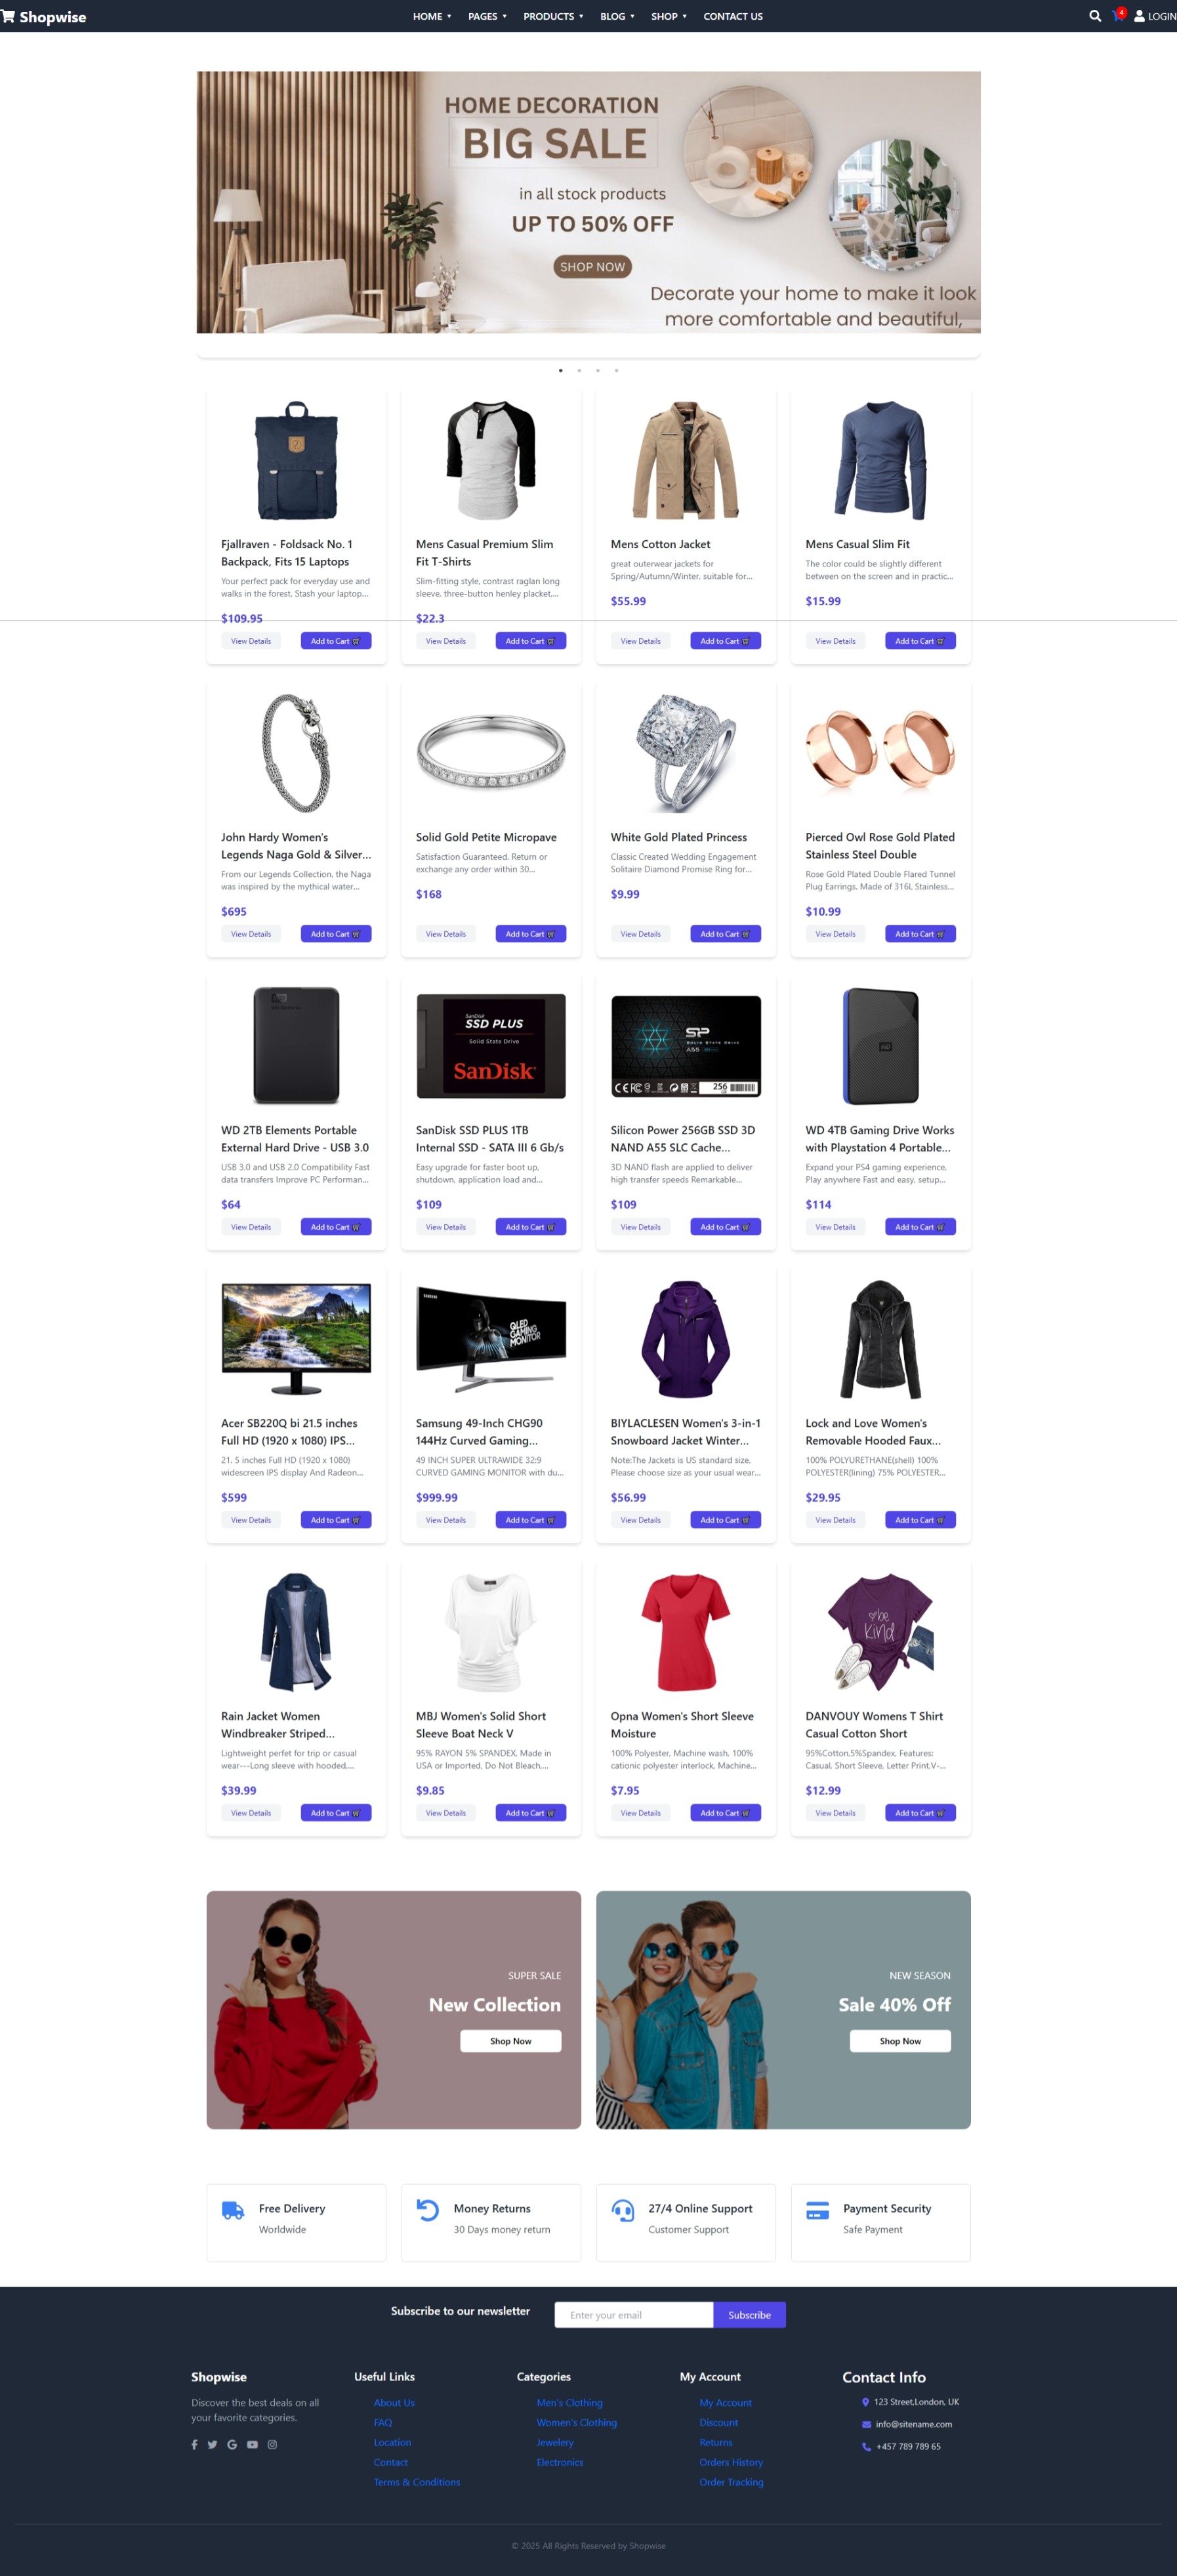 Shopwise
HOME ▾ PAGES ▾ PRODUCTS ▾ BLOG ▾ SHOP ▾ CONTACT US
4 LOGIN
HOME DECORATION
BIG SALE
in all stock products
UP TO 50% OFF
SHOP NOW
Decorate your home to make it look
more comfortable and beautiful,
Fjallraven - Foldsack No. 1
Backpack, Fits 15 Laptops
Your perfect pack for everyday use and
walks in the forest. Stash your laptop...
$109.95
View Details Add to Cart
Mens Casual Premium Slim
Fit T-Shirts
Slim-fitting style, contrast raglan long
sleeve, three-button henley placket,...
$22.3
View Details Add to Cart
Mens Cotton Jacket
great outerwear jackets for
Spring/Autumn/Winter, suitable for...
$55.99
View Details Add to Cart
Mens Casual Slim Fit
The color could be slightly different
between on the screen and in practic...
$15.99
View Details Add to Cart
John Hardy Women's
Legends Naga Gold & Silver...
From our Legends Collection, the Naga
was inspired by the mythical water...
$695
View Details Add to Cart
Solid Gold Petite Micropave
Satisfaction Guaranteed. Return or
exchange any order within 30...
$168
View Details Add to Cart
White Gold Plated Princess
Classic Created Wedding Engagement
Solitaire Diamond Promise Ring for...
$9.99
View Details Add to Cart
Pierced Owl Rose Gold Plated
Stainless Steel Double
Rose Gold Plated Double Flared Tunnel
Plug Earrings. Made of 316L Stainless...
$10.99
View Details Add to Cart
WD 2TB Elements Portable
External Hard Drive - USB 3.0
USB 3.0 and USB 2.0 Compatibility Fast
data transfers Improve PC Performan...
$64
View Details Add to Cart
SanDisk
SSD PLUS
Solid State Drive
SanDisk
SanDisk SSD PLUS 1TB
Internal SSD - SATA III 6 Gb/s
Easy upgrade for faster boot up,
shutdown, application load and...
$109
View Details Add to Cart
SP
SOLID STATE DRIVE
A55
256
Silicon Power 256GB SSD 3D
NAND A55 SLC Cache...
3D NAND flash are applied to deliver
high transfer speeds Remarkable...
$109
View Details Add to Cart
WD
WD 4TB Gaming Drive Works
with Playstation 4 Portable...
Expand your PS4 gaming experience,
Play anywhere Fast and easy, setup...
$114
View Details Add to Cart
Acer SB220Q bi 21.5 inches
Full HD (1920 x 1080) IPS...
21. 5 inches Full HD (1920 x 1080)
widescreen IPS display And Radeon...
$599
View Details Add to Cart
SAMSUNG
QLED
GAMING
MONITOR
Samsung 49-Inch CHG90
144Hz Curved Gaming...
49 INCH SUPER ULTRAWIDE 32:9
CURVED GAMING MONITOR with du...
$999.99
View Details Add to Cart
BIYLACLESEN Women's 3-in-1
Snowboard Jacket Winter...
Note:The Jackets is US standard size,
Please choose size as your usual wear...
$56.99
View Details Add to Cart
Lock and Love Women's
Removable Hooded Faux...
100% POLYURETHANE(shell) 100%
POLYESTER(lining) 75% POLYESTER...
$29.95
View Details Add to Cart
Rain Jacket Women
Windbreaker Striped...
Lightweight perfet for trip or casual
wear---Long sleeve with hooded,...
$39.99
View Details Add to Cart
MBJ Women's Solid Short
Sleeve Boat Neck V
95% RAYON 5% SPANDEX, Made in
USA or Imported, Do Not Bleach,...
$9.85
View Details Add to Cart
Opna Women's Short Sleeve
Moisture
100% Polyester, Machine wash, 100%
cationic polyester interlock, Machine...
$7.95
View Details Add to Cart
be
kind
DANVOUY Womens T Shirt
Casual Cotton Short
95%Cotton,5%Spandex, Features:
Casual, Short Sleeve, Letter Print,V-...
$12.99
View Details Add to Cart
SUPER SALE
New Collection
Shop Now
NEW SEASON
Sale 40% Off
Shop Now
Free Delivery
Worldwide
Money Returns
30 Days money return
27/4 Online Support
Customer Support
Payment Security
Safe Payment
Subscribe to our newsletter
Enter your email
Subscribe
Shopwise
Discover the best deals on all
your favorite categories.
Useful Links
About Us
FAQ
Location
Contact
Terms & Conditions
Categories
Men's Clothing
Women's Clothing
Jewelery
Electronics
My Account
My Account
Discount
Returns
Orders History
Order Tracking
Contact Info
123 Street,London, UK
info@sitename.com
+457 789 789 65
© 2025 All Rights Reserved by Shopwise